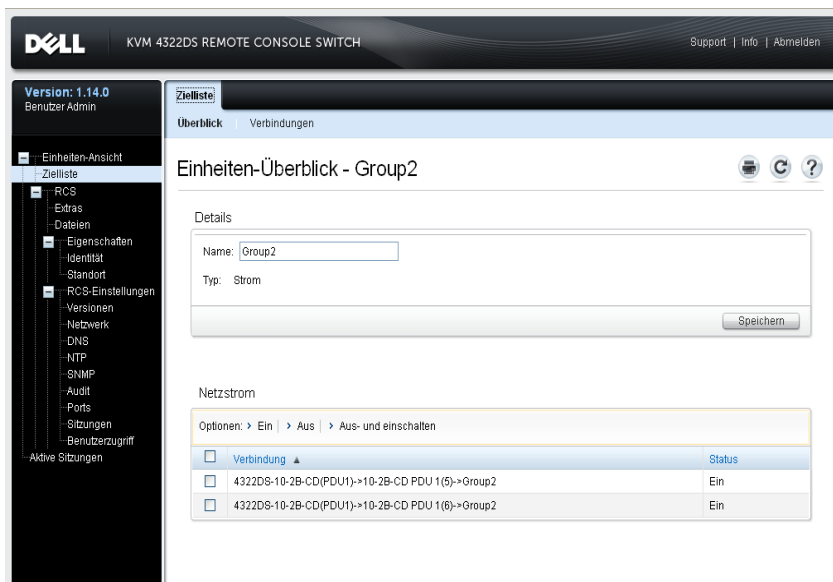 DELL
KVM 4322DS REMOTE CONSOLE SWITCH
Support | Info | Abmelden
Version: 1.14.0
Benutzer Admin
Einheiten-Ansicht
Zielliste
RCS
Extras
Dateien
Eigenschaften
Identität
Standort
RCS-Einstellungen
Versionen
Netzwerk
DNS
NTP
SNMP
Audit
Ports
Sitzungen
Benutzerzugriff
Aktive Sitzungen
Zielliste
Überblick | Verbindungen
Einheiten-Überblick - Group2
Details
Name: Group2
Typ: Strom
Speichern
Netzstrom
Optionen: > Ein | > Aus | > Aus- und einschalten
Verbindung ▲ Status
4322DS-10-2B-CD(PDU1)->10-2B-CD PDU 1(5)->Group2 Ein
4322DS-10-2B-CD(PDU1)->10-2B-CD PDU 1(6)->Group2 Ein